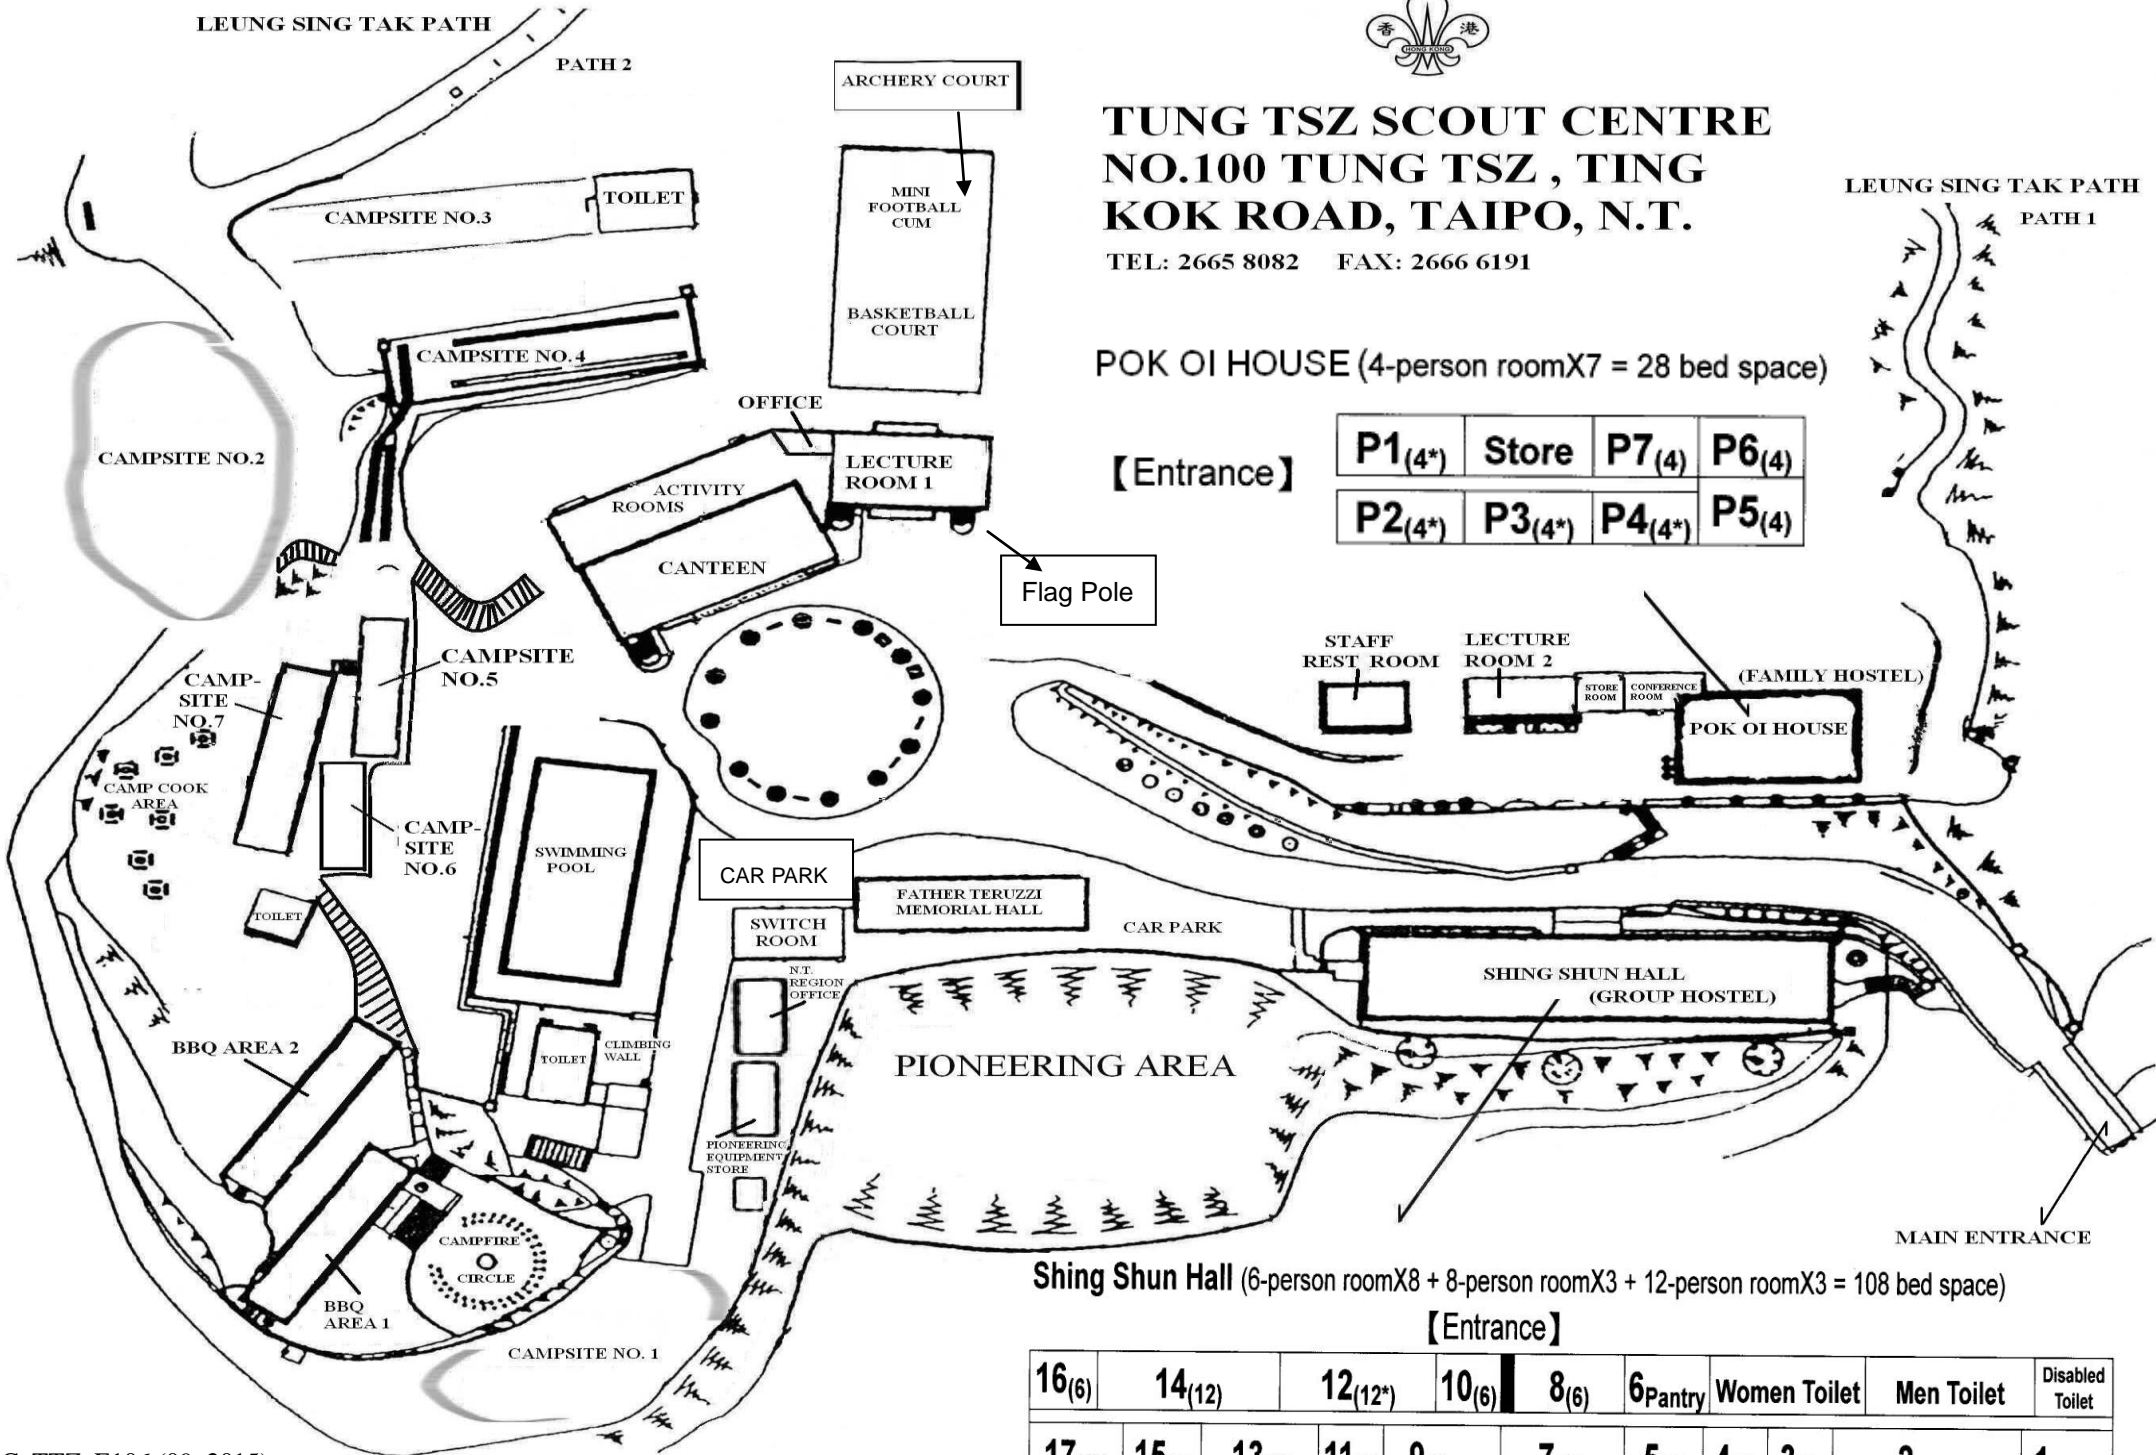 LEUNG SING TAK PATH
PATH 2
香 港
HONG KONG
TUNG TSZ SCOUT CENTRE
NO.100 TUNG TSZ , TING
KOK ROAD, TAIPO, N.T.
TEL: 2665 8082 FAX: 2666 6191
ARCHERY COURT
MINI
FOOTBALL
CUM
BASKETBALL
COURT
LEUNG SING TAK PATH
PATH 1
TOILET
CAMPSITE NO.3
CAMPSITE NO.4
CAMPSITE NO.2
POK OI HOUSE (4-person roomX7 = 28 bed space)
【Entrance】
P1(4*) Store P7(4) P6(4)
P2(4*) P3(4*) P4(4*) P5(4)
OFFICE
LECTURE
ROOM 1
ACTIVITY
ROOMS
CANTEEN
Flag Pole
STAFF
REST ROOM
LECTURE
ROOM 2
STORE
ROOM
CONFERENCE
ROOM
(FAMILY HOSTEL)
POK OI HOUSE
CAMPSITE
NO.5
CAMP-
SITE
NO.7
CAMP COOK
AREA
CAMP-
SITE
NO.6
SWIMMING
POOL
TOILET
CAR PARK
SWITCH
ROOM
FATHER TERUZZI
MEMORIAL HALL
CAR PARK
N.T.
REGION
OFFICE
SHING SHUN HALL
(GROUP HOSTEL)
BBQ AREA 2
TOILET
CLIMBING
WALL
PIONEERING AREA
PIONEERING
EQUIPMENT
STORE
CAMPFIRE
CIRCLE
BBQ
AREA 1
CAMPSITE NO. 1
MAIN ENTRANCE
Shing Shun Hall (6-person roomX8 + 8-person roomX3 + 12-person roomX3 = 108 bed space)
【Entrance】
16(6) 14(12) 12(12*) 10(6) 8(6) 6Pantry Women Toilet Men Toilet Disabled
Toilet